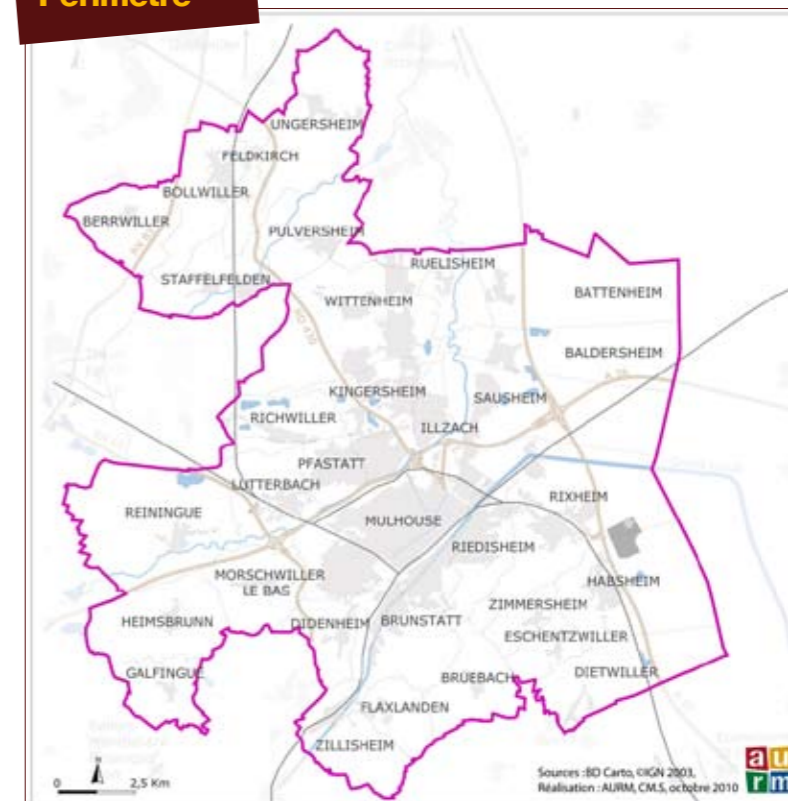 Périmètre
UNGERSHEIM
FELDKIRCH
BOLLWILLER
BERRWILLER
PULVERSHEIM
RUELISHEIM
STAFFELFELDEN
BATTENHEIM
WITTENHEIM
RD 430
BALDERSHEIM
KINGERSHEIM
SAUSHEIM
RICHWILLER
ILLZACH
PFASTATT
LUTTERBACH
RIXHEIM
REININGUE
MULHOUSE
RIEDISHEIM
MORSCHWILLER
LE BAS
HABSHEIM
ZIMMERSHEIM
HEIMSBRUNN
DIDENHEIM
BRUNSTATT
ESCHENTZWILLER
GALFINGUE
BRUEBACH
DIETWILLER
FLAXLANDEN
ZILLISHEIM
0 2,5 Km
Sources : BD Carto, ©IGN 2003,
Réalisation : AURM, CM.S, octobre 2010
au
rm